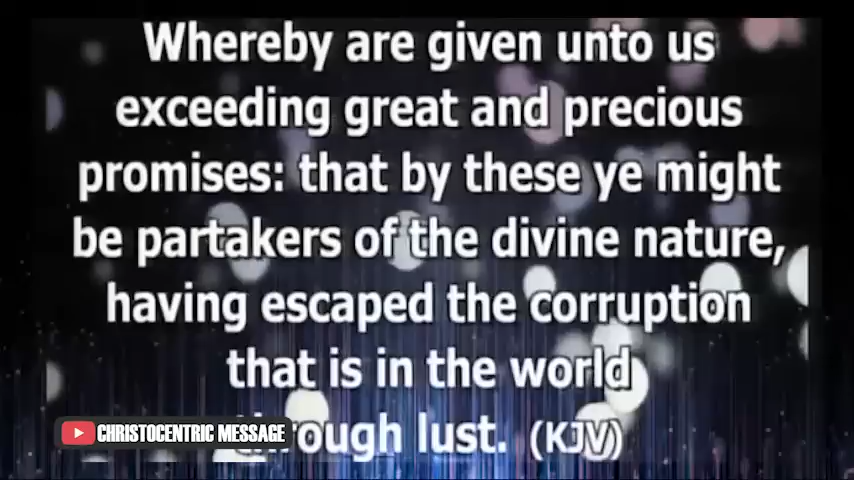 Whereby are given unto us
exceeding great and precious
promises: that by these ye might
be partakers of the divine nature,
having escaped the corruption
that is in the world
through lust. (KJV)
CHRISTOCENTRIC MESSAGE